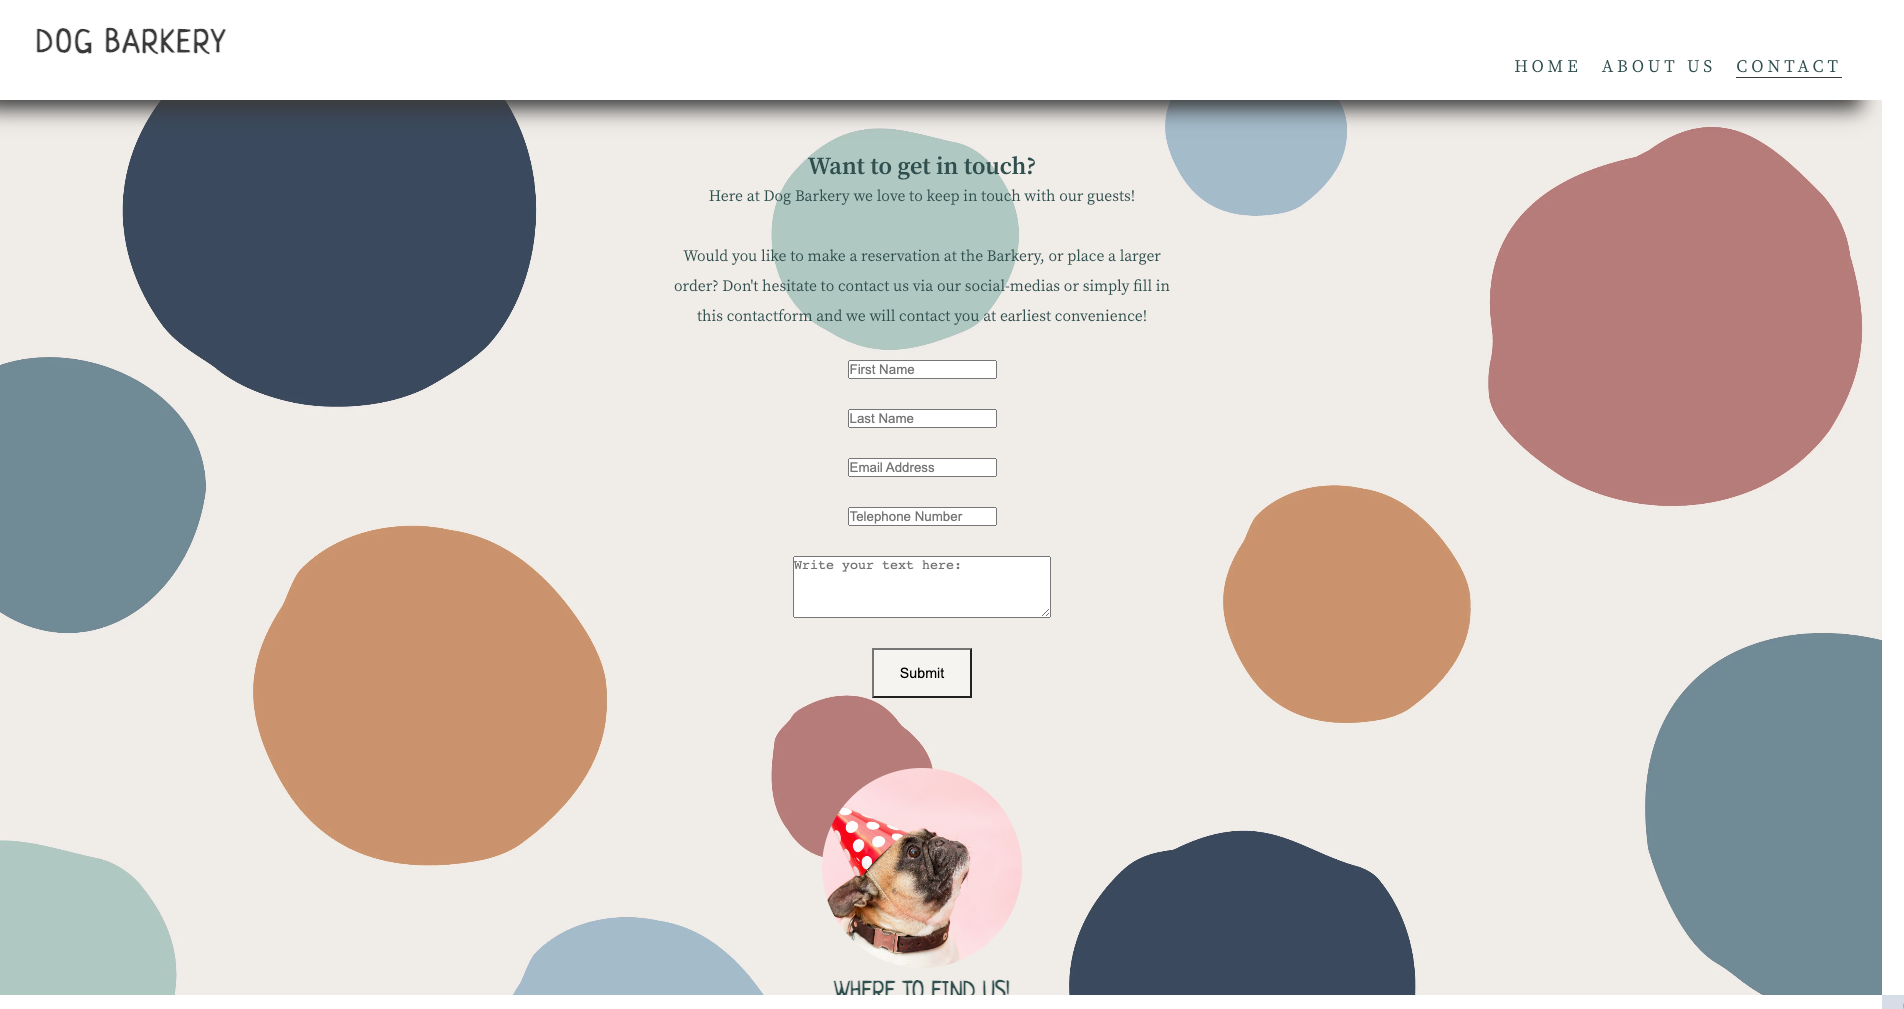 DOG BARKERY
HOME ABOUT US CONTACT
Want to get in touch?
Here at Dog Barkery we love to keep in touch with our guests!
Would you like to make a reservation at the Barkery, or place a larger
order? Don't hesitate to contact us via our social-medias or simply fill in
this contactform and we will contact you at earliest convenience!
First Name
Last Name
Email Address
Telephone Number
Write your text here:
Submit
WHERE TO FIND US!